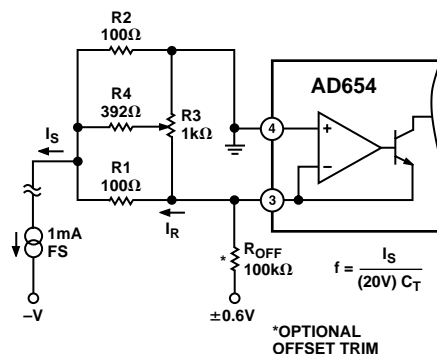 R2
100Ω
R4
392Ω
R3
1kΩ
AD654
4
+
−
3
I_S
R1
100Ω
I_R
1mA
FS
−V
*
R_OFF
100kΩ
±0.6V
f = I_S / (20V) C_T
*OPTIONAL
OFFSET TRIM